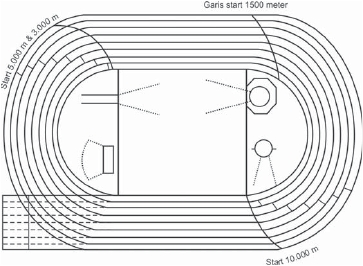 Garis start 1500 meter
Start 5.000 m & 3.000 m
Start 10.000 m